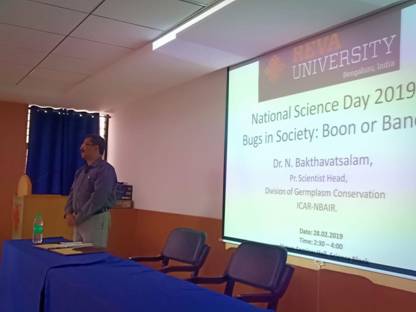 REVA
UNIVERSITY
Bengaluru, India
National Science Day 2019
Bugs in Society: Boon or Bane
Dr. N. Bakthavatsalam,
Pr. Scientist Head,
Division of Germplasm Conservation
ICAR-NBAIR.
Date: 28.02.2019
Time: 2:30 – 4:00